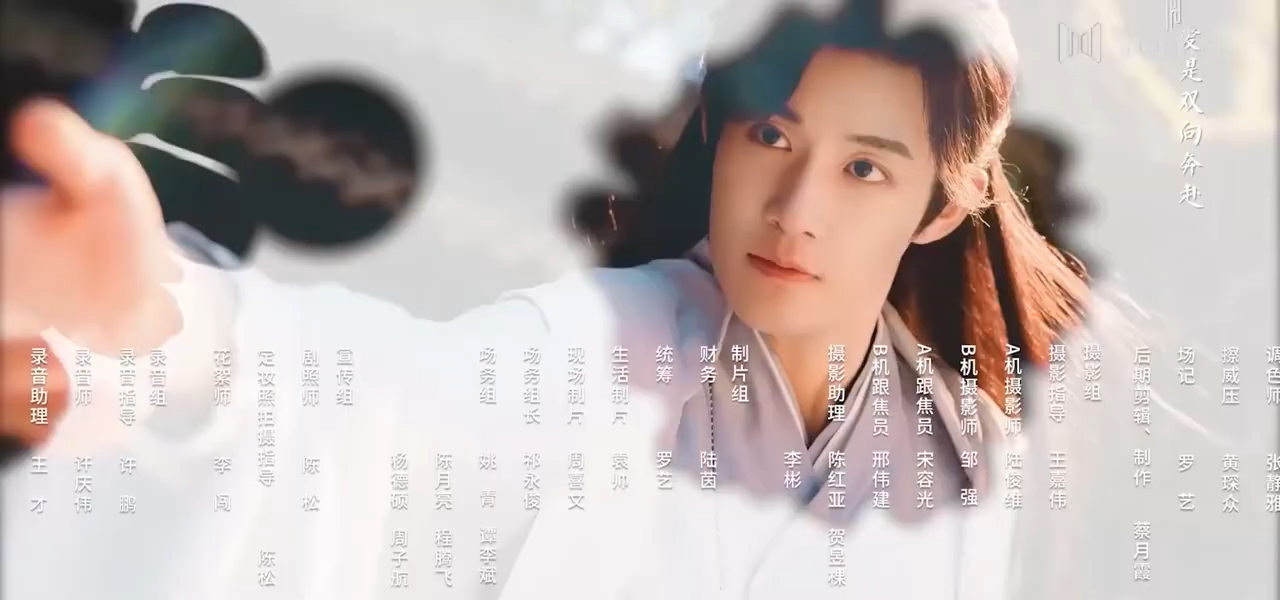 是双向奔赴
调色师 张静雅
擦威压 黄琛众
场记 罗艺
后期剪辑、制作 蔡月霞
摄影组
摄影指导 王嘉伟
A机摄影师 陆俊维
B机摄影师 邹强
A机跟焦员 宋容光
B机跟焦员 邢伟建
摄影助理 陈红亚 贺昱祼
李彬
制片组
财务 陆茵
统筹 罗艺
生活制片 袁帅
现场制片 周喜文
场务组长 祁永俊
场务组 姚青 谭李斌
陈月亮 程腾飞
杨德硕 周子航
宣传组
剧照师 陈松
定妆照拍摄指导 陈松
花絮师 李闯
录音组
录音指导 许鹏
录音师 许庆伟
录音助理 王才